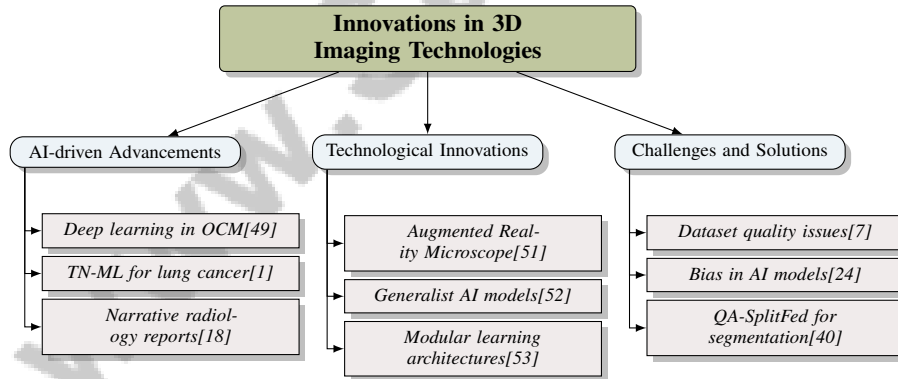 Innovations in 3D
Imaging Technologies
AI-driven Advancements
Technological Innovations
Challenges and Solutions
Deep learning in OCM[49]
TN-ML for lung cancer[1]
Narrative radiol-
ogy reports[18]
Augmented Real-
ity Microscope[51]
Generalist AI models[52]
Modular learning
architectures[53]
Dataset quality issues[7]
Bias in AI models[24]
QA-SplitFed for
segmentation[40]
www.s